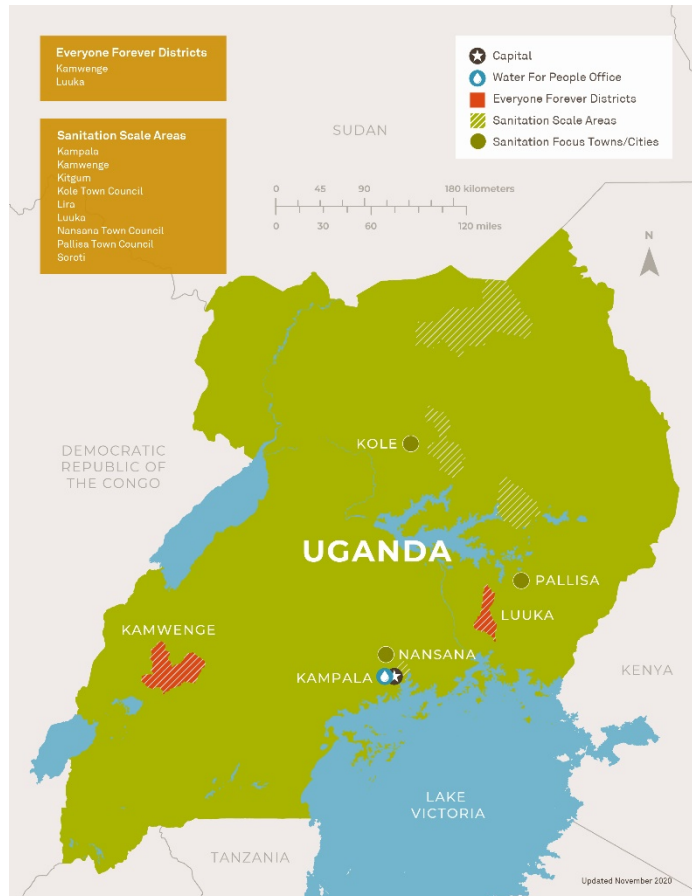 Everyone Forever Districts
Kamwenge
Luuka
Sanitation Scale Areas
Kampala
Kamwenge
Kitgum
Kole Town Council
Lira
Luuka
Nansana Town Council
Pallisa Town Council
Soroti
Capital
Water For People Office
Everyone Forever Districts
Sanitation Scale Areas
Sanitation Focus Towns/Cities
SUDAN
0 45 90 180 kilometers
0 30 60 120 miles
N
KOLE
DEMOCRATIC
REPUBLIC OF
THE CONGO
UGANDA
PALLISA
LUUKA
KAMWENGE
NANSANA
KAMPALA
KENYA
LAKE
VICTORIA
TANZANIA
Updated November 2020